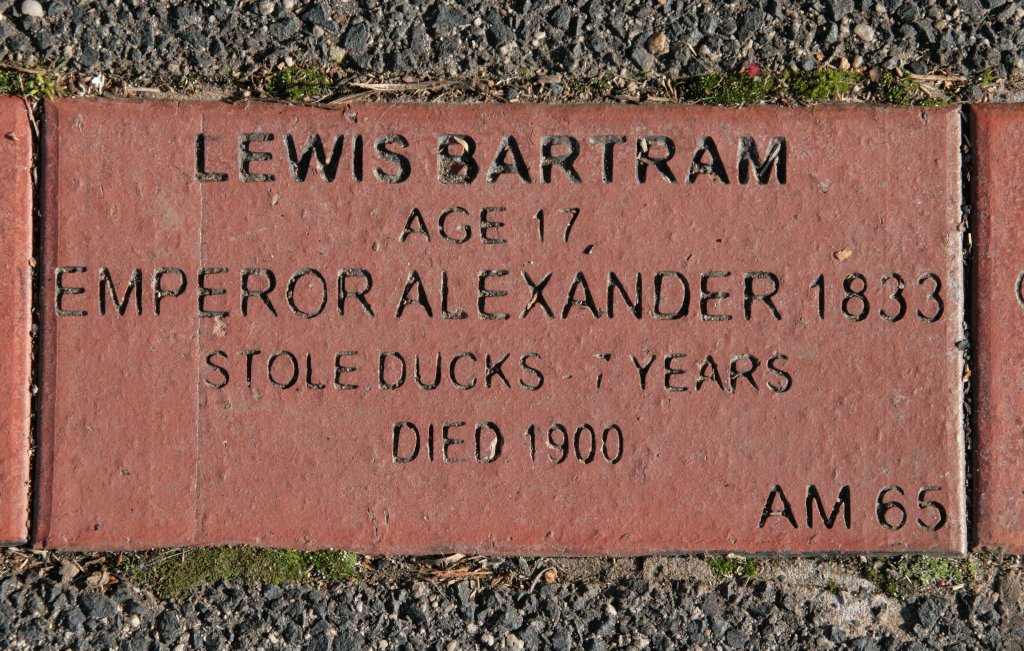 LEWIS BARTRAM
AGE 17
EMPEROR ALEXANDER 1833
STOLE DUCKS - 7 YEARS
DIED 1900
AM 65